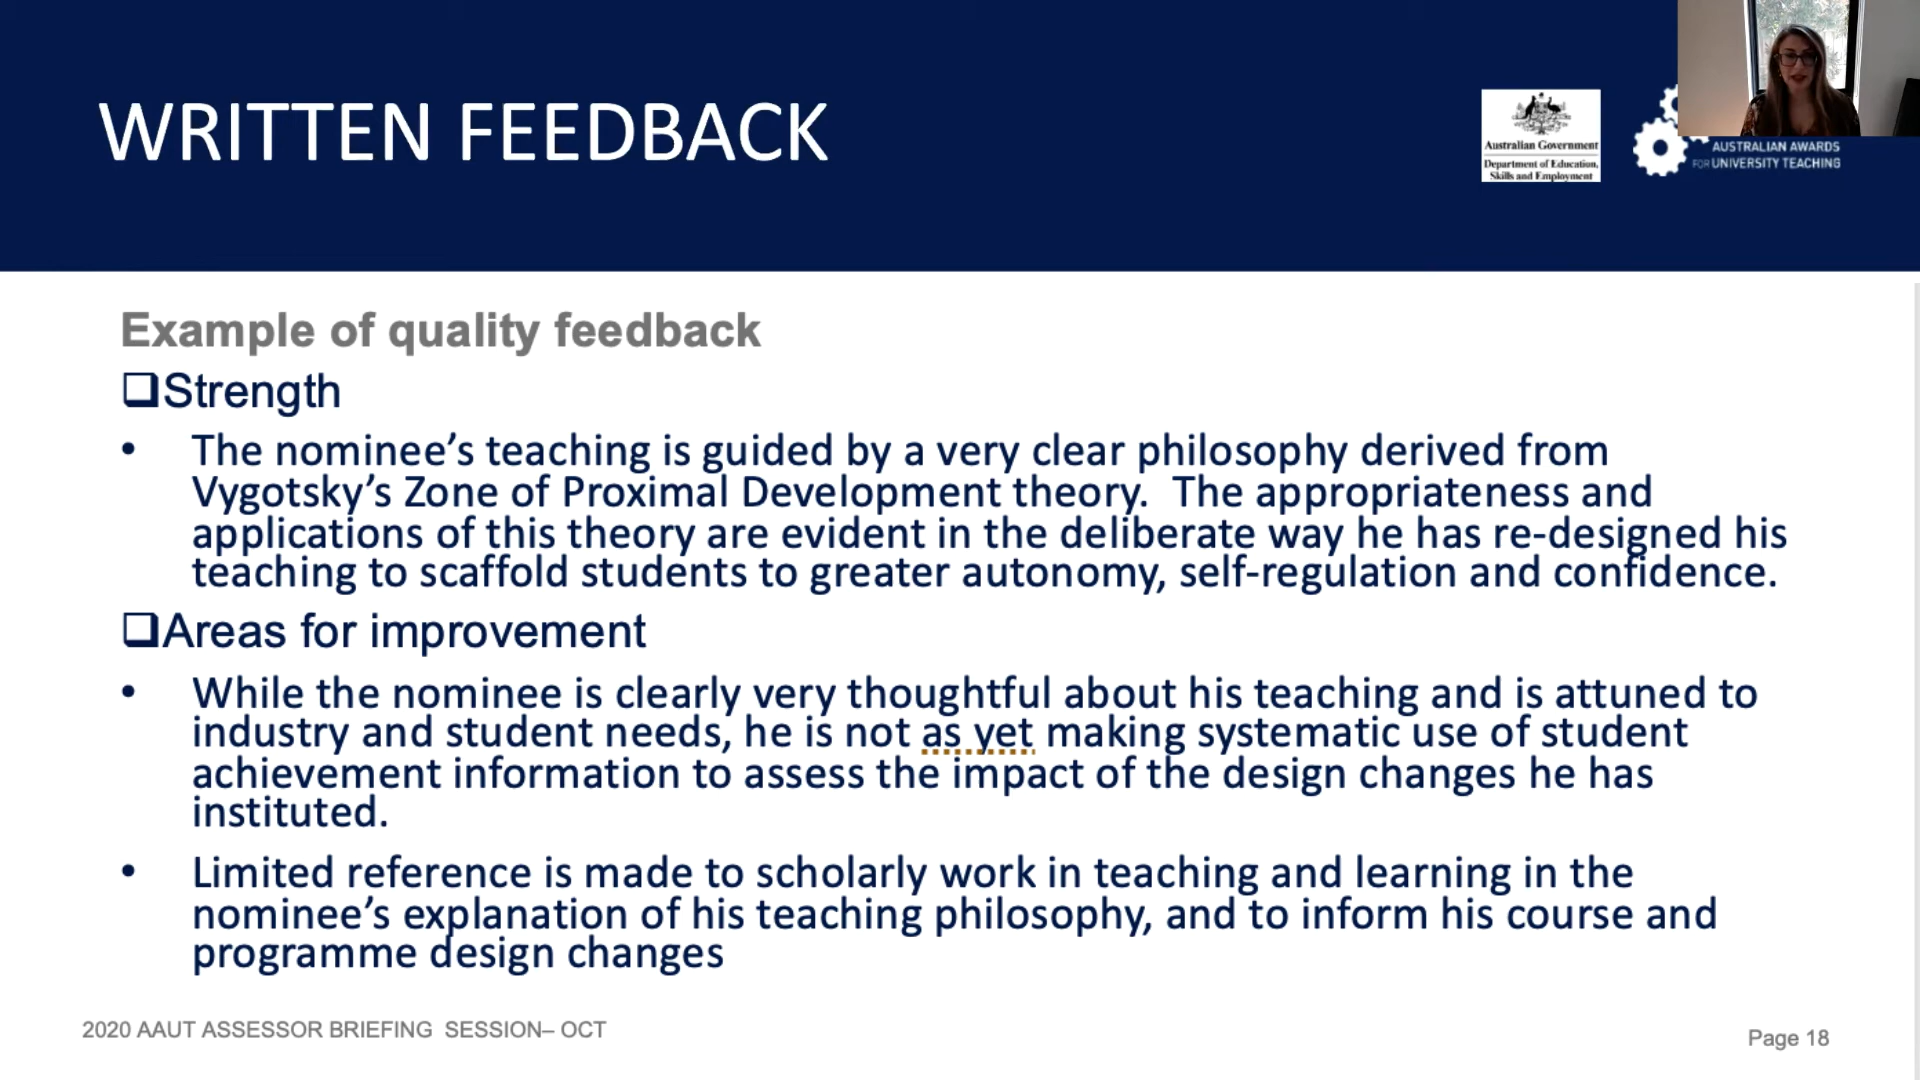 WRITTEN FEEDBACK
Australian Government
Department of Education,
Skills and Employment
AUSTRALIAN AWARDS
FOR UNIVERSITY TEACHING
Example of quality feedback
❑Strength
• The nominee’s teaching is guided by a very clear philosophy derived from
Vygotsky’s Zone of Proximal Development theory.  The appropriateness and
applications of this theory are evident in the deliberate way he has re-designed his
teaching to scaffold students to greater autonomy, self-regulation and confidence.
❑Areas for improvement
• While the nominee is clearly very thoughtful about his teaching and is attuned to
industry and student needs, he is not as yet making systematic use of student
achievement information to assess the impact of the design changes he has
instituted.
• Limited reference is made to scholarly work in teaching and learning in the
nominee’s explanation of his teaching philosophy, and to inform his course and
programme design changes
2020 AAUT ASSESSOR BRIEFING  SESSION– OCT
Page 18